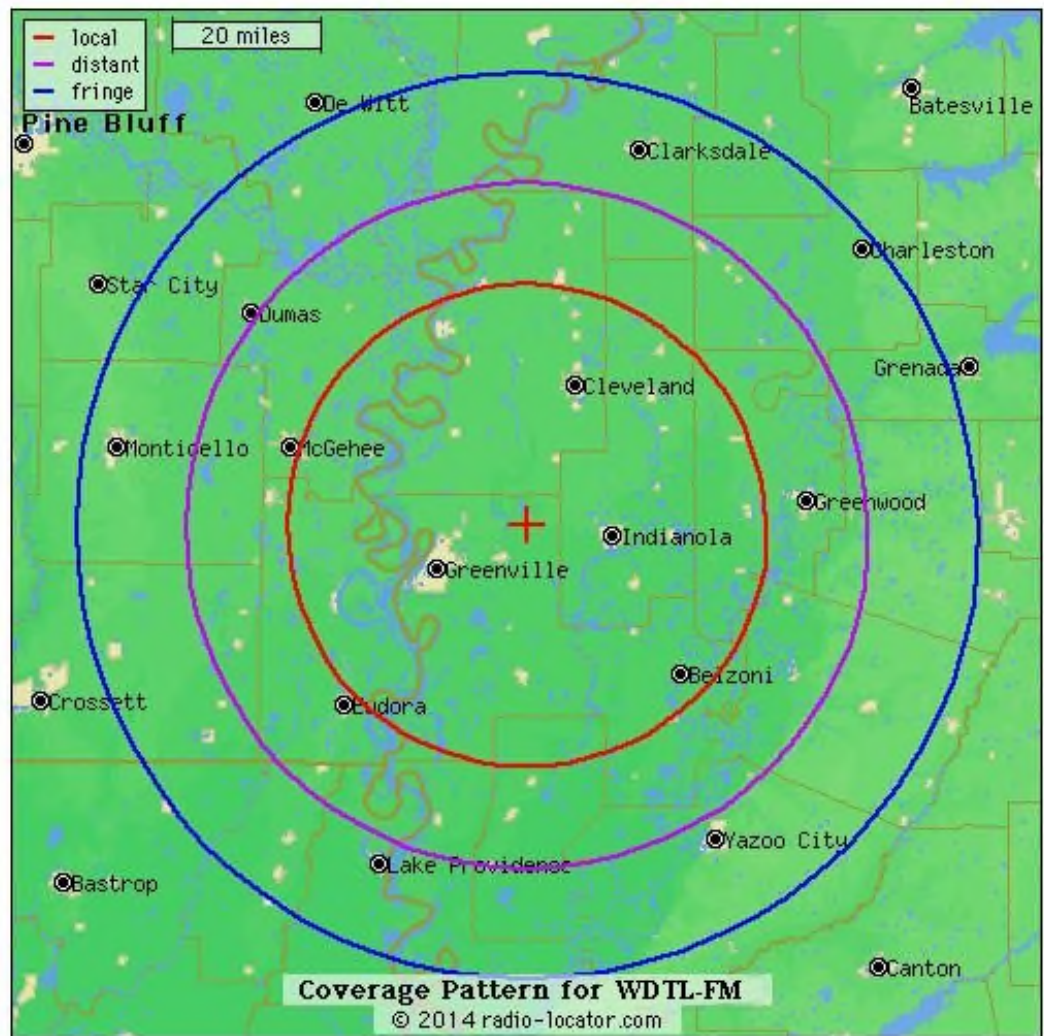 local
20 miles
distant
fringe
De Witt
Batesville
Pine Bluff
Clarksdale
Charleston
Star City
Dumas
Grenada
Cleveland
Monticello
McGehee
Greenwood
Indianola
Greenville
Belzoni
Crossett
Eudora
Yazoo City
Lake Providence
Bastrop
Canton
Coverage Pattern for WDTL-FM
© 2014 radio-locator.com